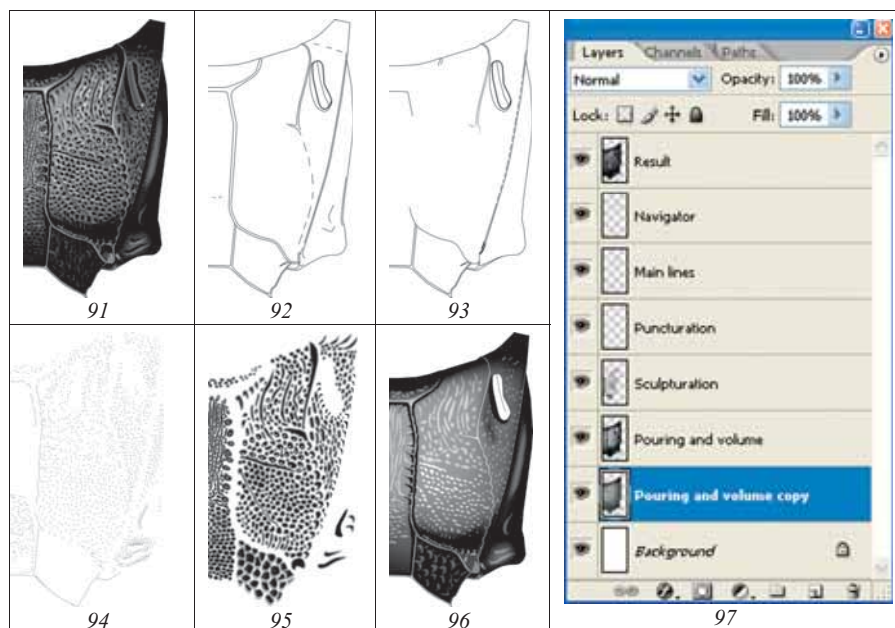 91
92
93
94
95
96
Layers Channels Paths
Normal Opacity: 100%
Lock: Fill: 100%
Result
Navigator
Main lines
Puncturation
Sculpturation
Pouring and volume
Pouring and volume copy
Background
97